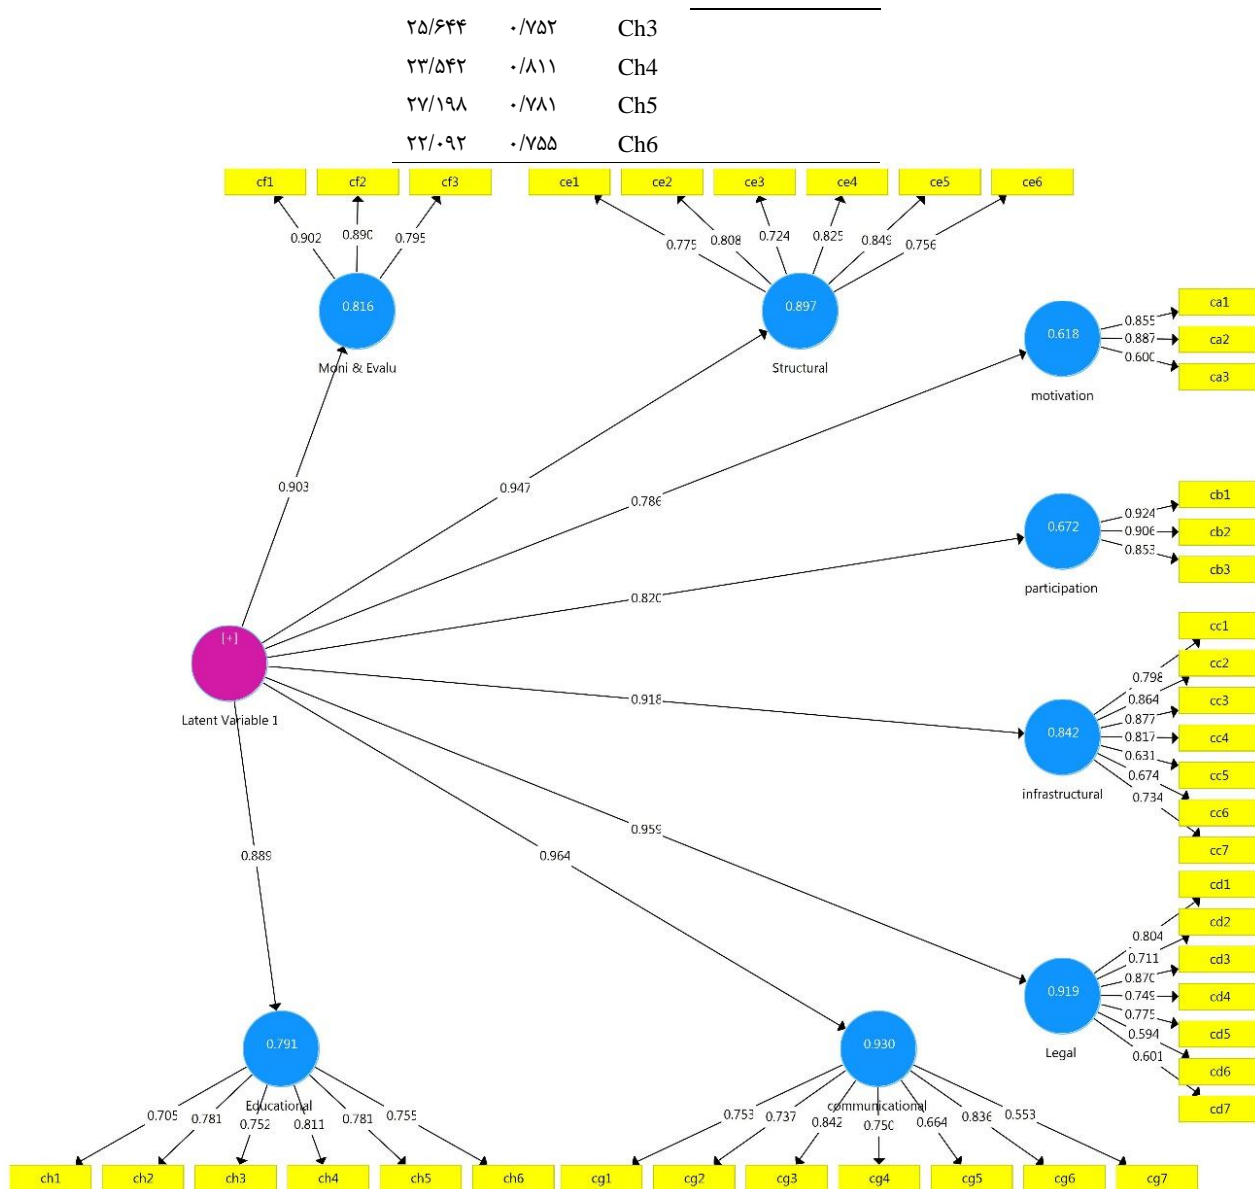 ۲۵/۶۴۴ ۰/۷۵۲ Ch3
۲۳/۵۴۲ ۰/۸۱۱ Ch4
۲۷/۱۹۸ ۰/۷۸۱ Ch5
۲۲/۰۹۲ ۰/۷۵۵ Ch6
cf1 cf2 cf3 ce1 ce2 ce3 ce4 ce5 ce6
0.902 0.890 0.795 0.775 0.808 0.724 0.825 0.849 0.756
0.816 0.897
Moni & Evalu Structural
ca1
0.855
0.618 0.887 ca2
0.600
ca3
motivation
0.903 0.947 0.786
cb1
0.924
0.672 0.906 cb2
0.853
cb3
participation
0.820
[+]
Latent Variable 1
0.918
cc1
cc2
0.798
0.864 cc3
0.877
0.842 0.817 cc4
0.631
0.674 cc5
0.734
cc6
cc7
infrastructural
0.889 0.964 0.959
cd1
cd2
0.804
0.711 cd3
0.870
0.919 0.749 cd4
0.775
0.594 cd5
0.601
cd6
cd7
Legal
0.791 0.930
Educational communicational
0.705 0.781 0.752 0.811 0.781 0.755 0.753 0.737 0.842 0.750 0.664 0.836 0.553
ch1 ch2 ch3 ch4 ch5 ch6 cg1 cg2 cg3 cg4 cg5 cg6 cg7